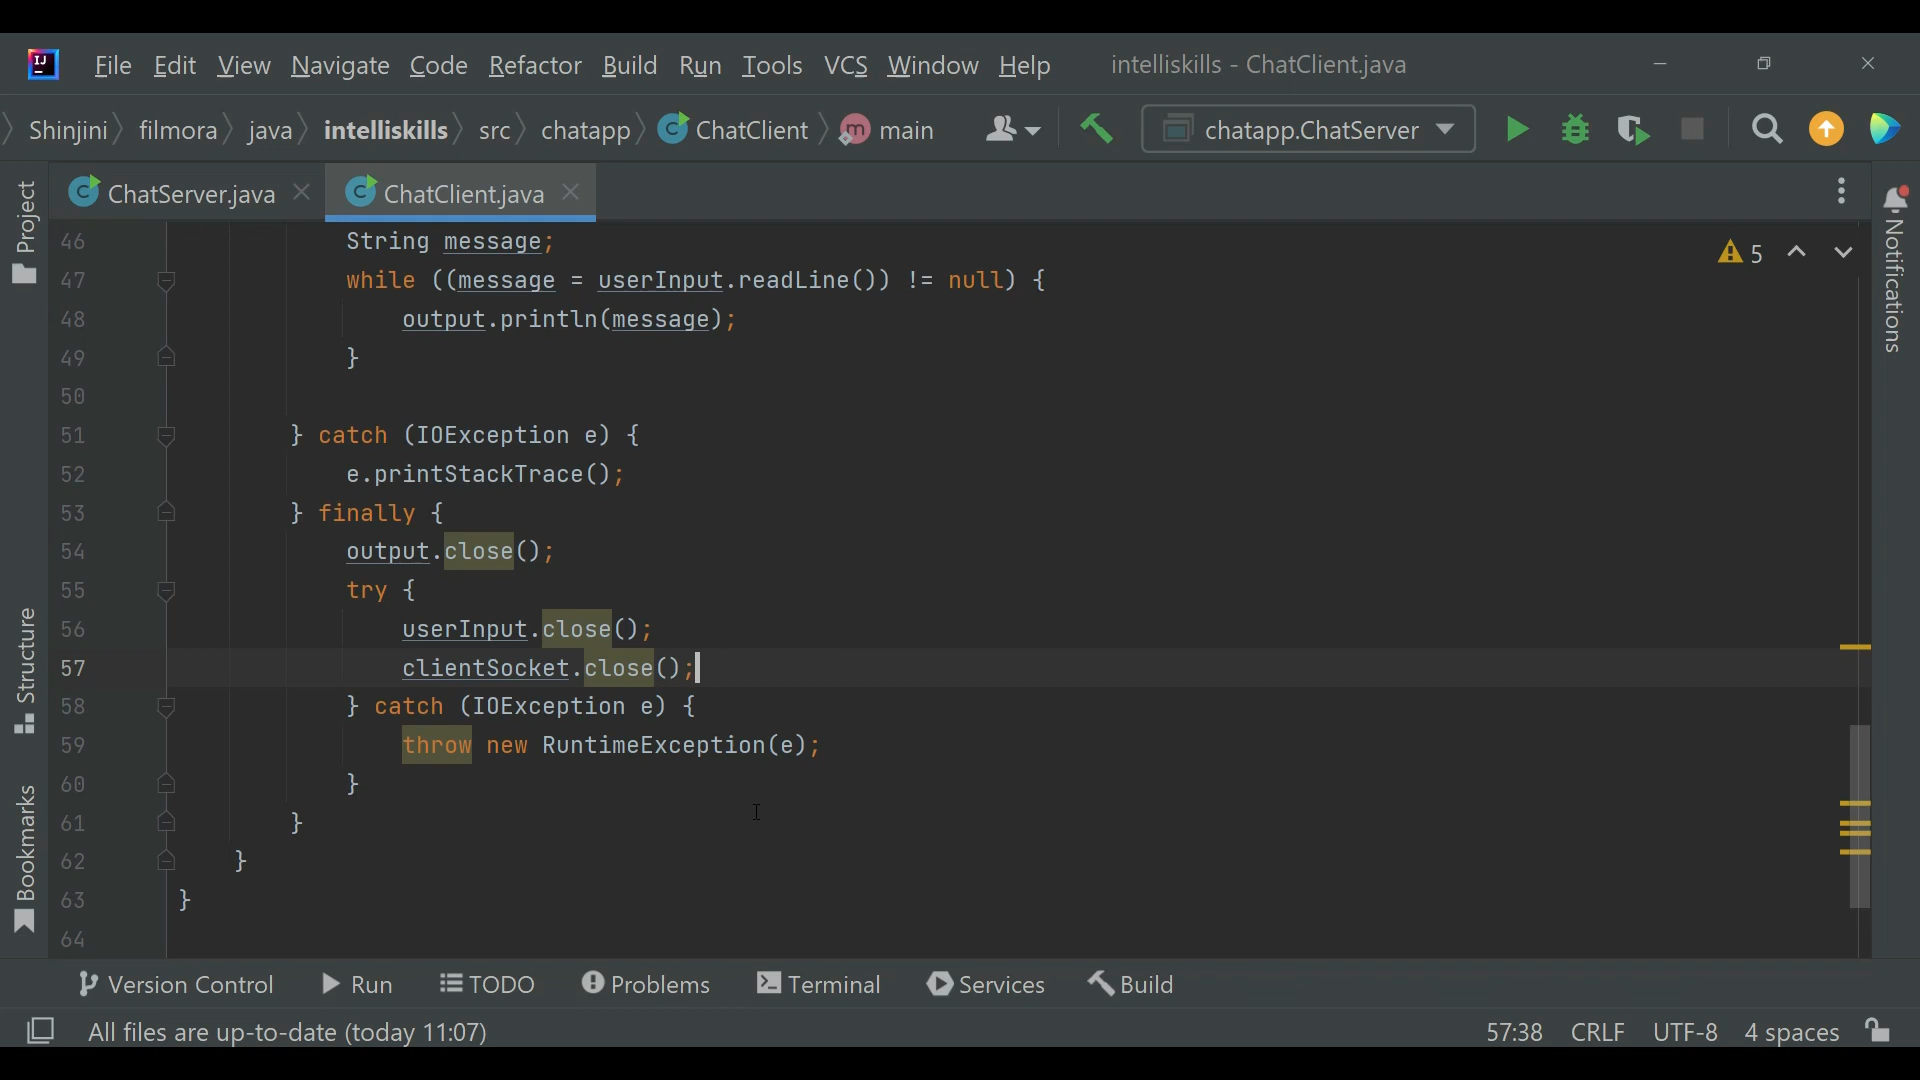 IJ File Edit View Navigate Code Refactor Build Run Tools VCS Window Help intelliskills - ChatClient.java
Shinjini filmora java intelliskills src chatapp C ChatClient m main chatapp.ChatServer
C ChatServer.java C ChatClient.java
Project
Structure
Bookmarks
Notifications
5
46 String message;
47 while ((message = userInput.readLine()) != null) {
48 output.println(message);
49 }
50
51 } catch (IOException e) {
52 e.printStackTrace();
53 } finally {
54 output.close();
55 try {
56 userInput.close();
57 clientSocket.close();
58 } catch (IOException e) {
59 throw new RuntimeException(e);
60 }
61 }
62 }
63 }
64
Version Control Run TODO Problems Terminal Services Build
All files are up-to-date (today 11:07) 57:38 CRLF UTF-8 4 spaces